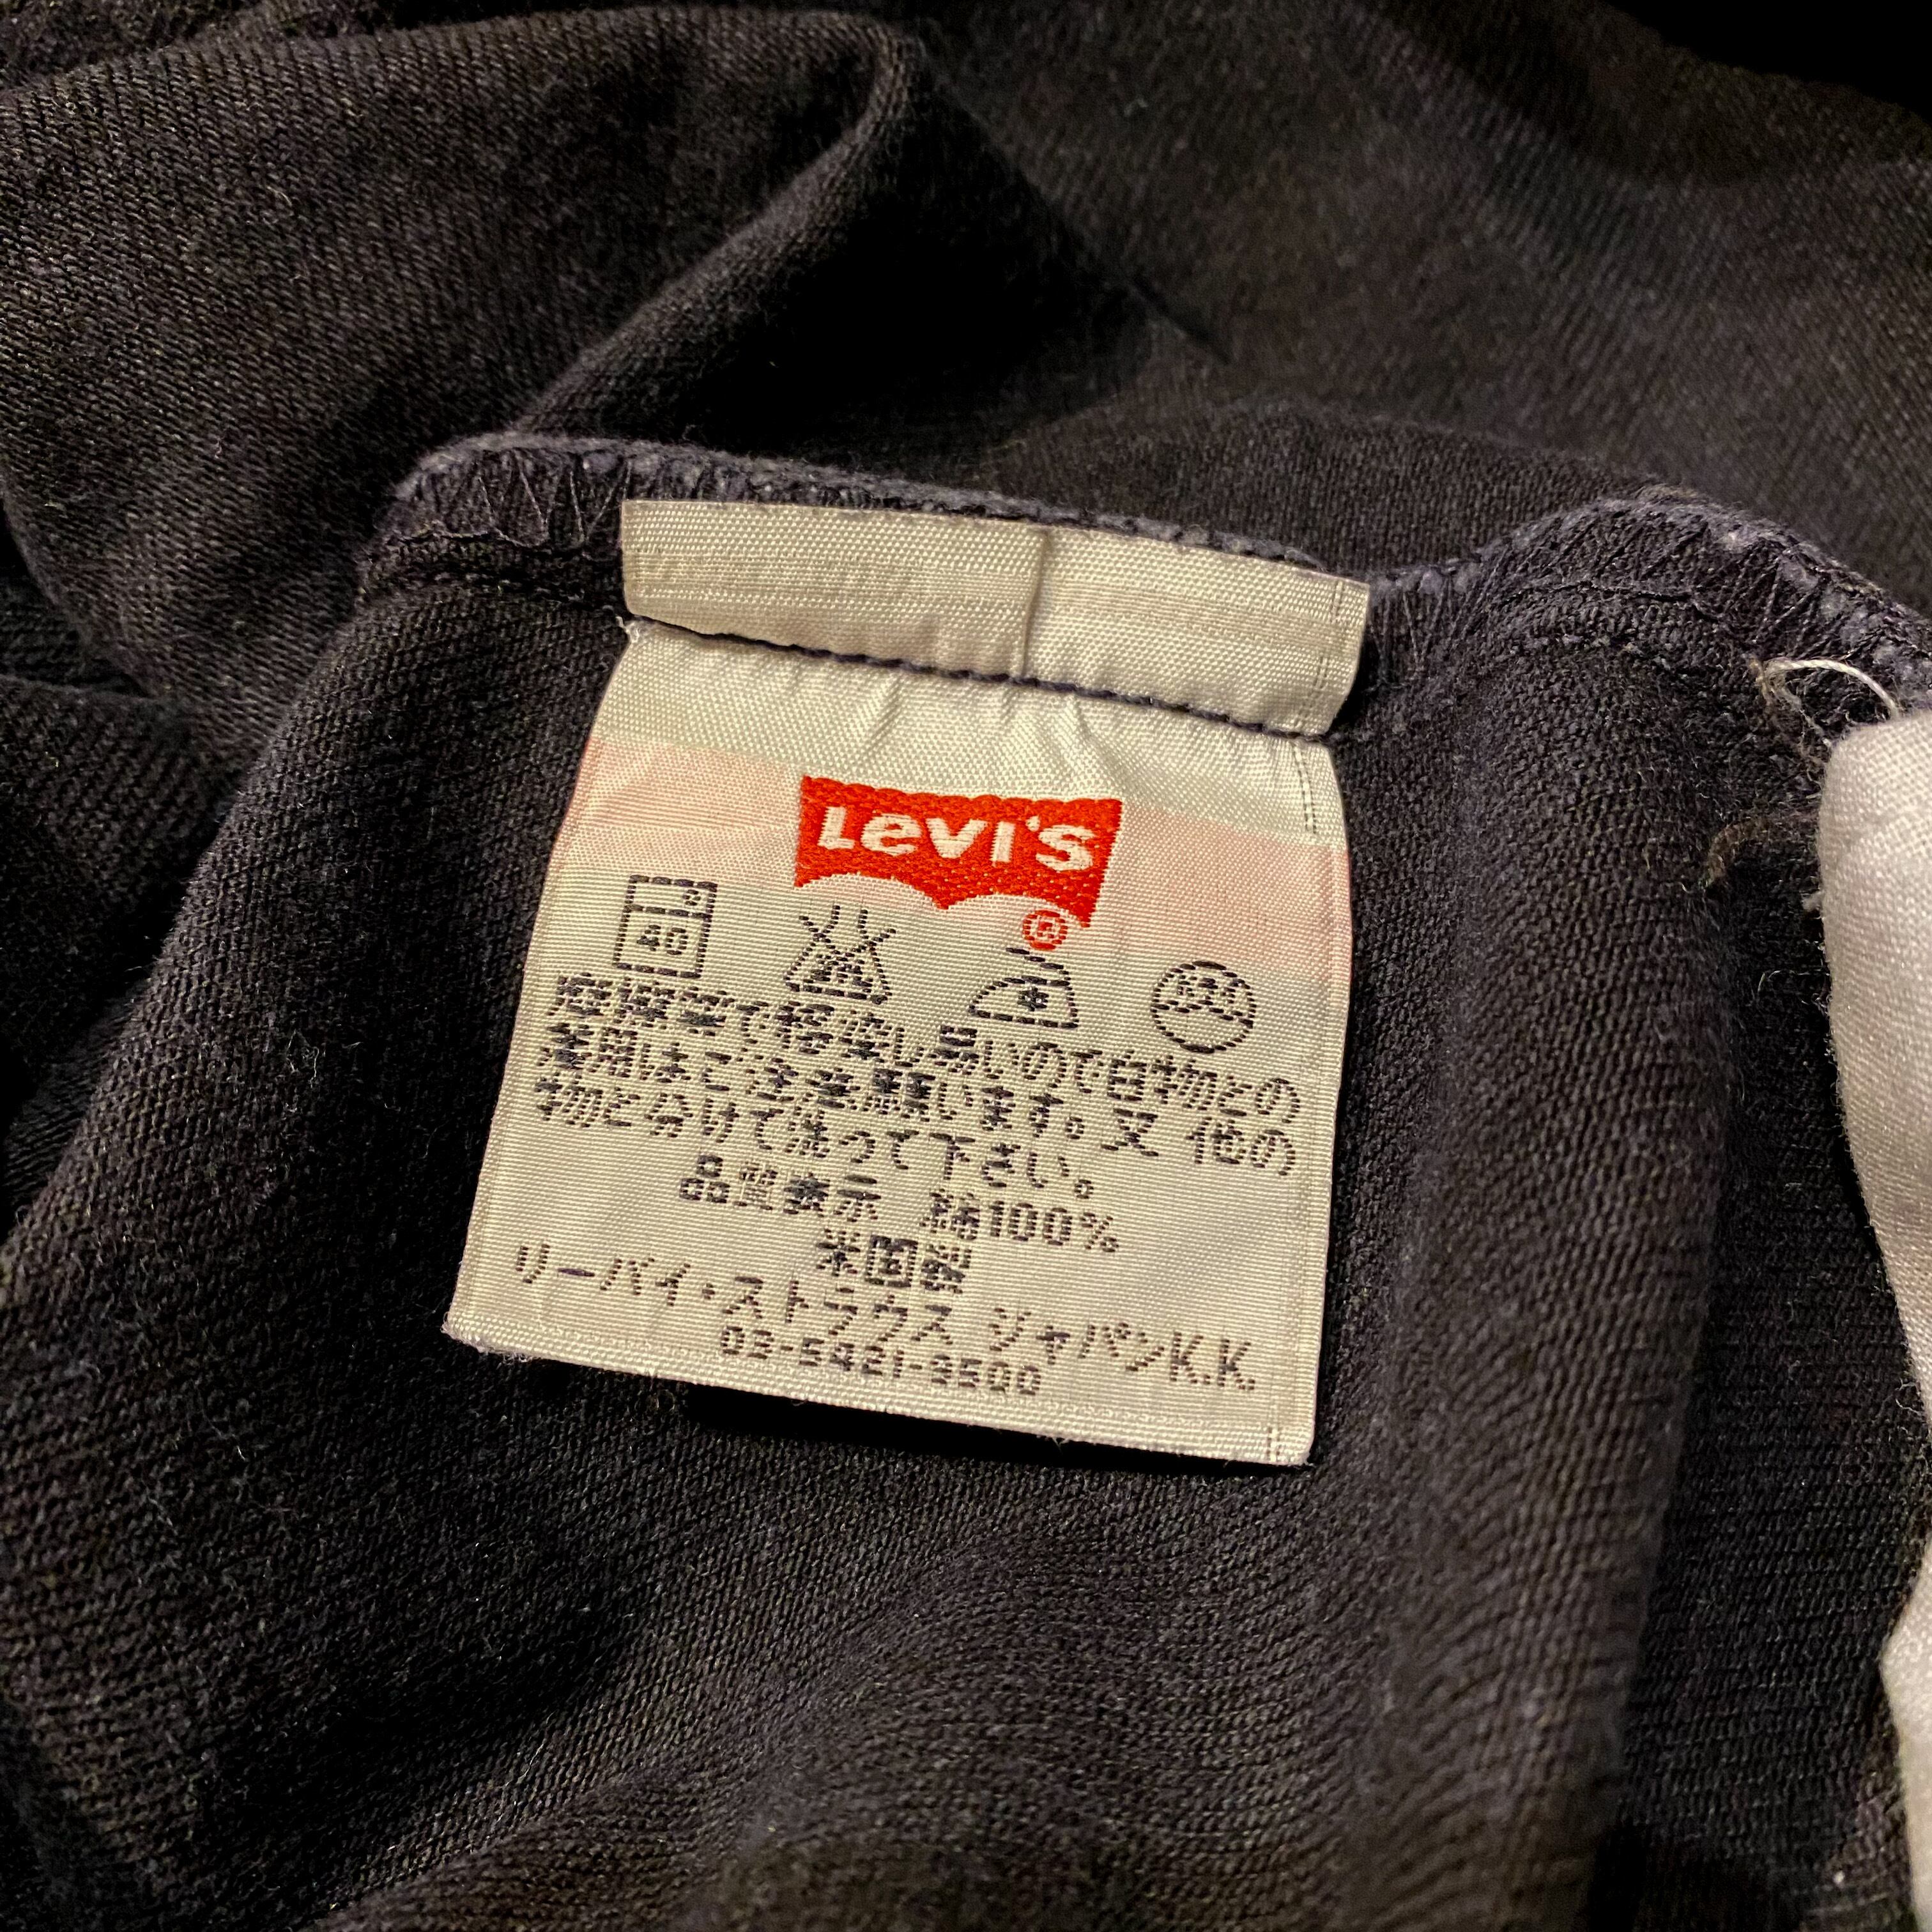 Levi's
®
40
摩擦等で移染し易いので白物との
着用はご注意願います。又 他の
物と分けて洗って下さい。
品質表示 綿100%
米国製
リーバイ・ストラウス ジャパンK.K.
03-5421-9500